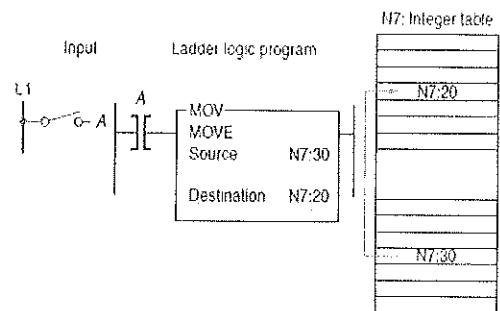 N7: Integer table
Input
Ladder logic program
L1
A
A
MOV
MOVE
Source N7:30
Destination N7:20
N7:20
N7:30